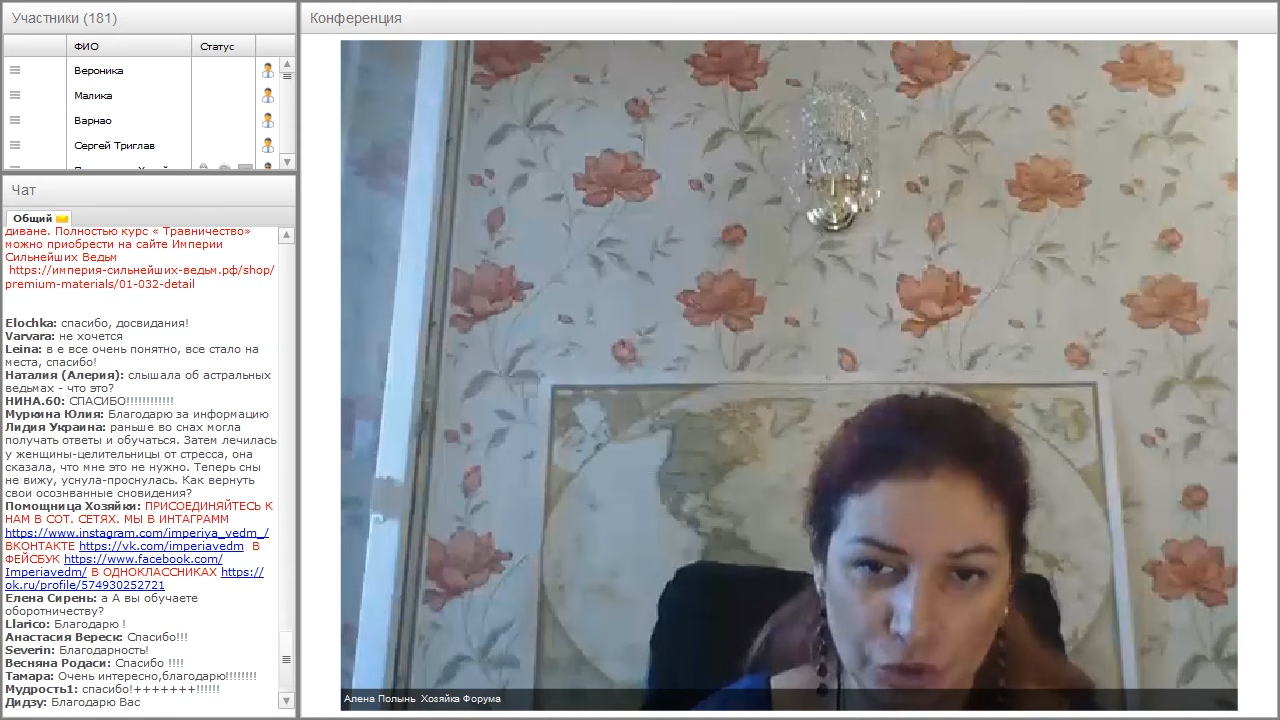 Участники (181)
ФИО
Статус
Вероника
Малика
Варнао
Сергей Триглав
Чат
Общий
диване. Полностью курс « Травничество»
можно приобрести на сайте Империи
Сильнейших Ведьм
https://империя-сильнейших-ведьм.рф/shop/
premium-materials/01-032-detail
Elochka: спасибо, досвидания!
Varvara: не хочется
Leina: в е все очень понятно, все стало на
места, спасибо!
Наталия (Алерия): слышала об астральных
ведьмах - что это?
НИНА.60: СПАСИБО!!!!!!!!!!!!
Муркина Юлия: Благодарю за информацию
Лидия Украина: раньше во снах могла
получать ответы и обучаться. Затем лечилась
у женщины-целительницы от стресса, она
сказала, что мне это не нужно. Теперь сны
не вижу, уснула-проснулась. Как вернуть
свои осознванные сновидения?
Помощница Хозяйки: ПРИСОЕДИНЯЙТЕСЬ К
НАМ В СОТ. СЕТЯХ. МЫ В ИНТАГРАММ
https://www.instagram.com/imperiya_vedm_/
ВКОНТАКТЕ https://vk.com/imperiavedm В
ФЕЙСБУК https://www.facebook.com/
Imperiavedm/ В ОДНОКЛАССНИКАХ https://
ok.ru/profile/574930252721
Елена Сирень: а А вы обучаете
оборотничеству?
Llarico: Благодарю !
Анастасия Вереск: Спасибо!!!
Severin: Благодарность!
Весняна Родаси: Спасибо !!!!
Тамара: Очень интересно! Благодарю!!!!!!!!
Мудрость1: спасибо!+++++++!!!!!!
Дидзу: Благодарю вас
Конференция
Алена Полынь Хозяйка Форума